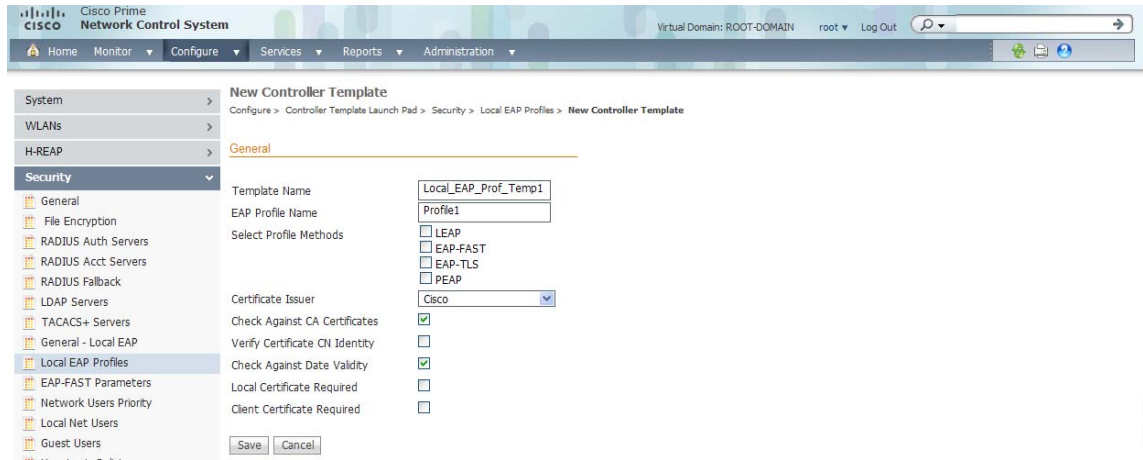 Cisco Prime
CISCO Network Control System
Virtual Domain: ROOT-DOMAIN root Log Out
Home Monitor Configure Services Reports Administration
System
WLANs
H-REAP
Security
General
File Encryption
RADIUS Auth Servers
RADIUS Acct Servers
RADIUS Fallback
LDAP Servers
TACACS+ Servers
General - Local EAP
Local EAP Profiles
EAP-FAST Parameters
Network Users Priority
Local Net Users
Guest Users
New Controller Template
Configure > Controller Template Launch Pad > Security > Local EAP Profiles > New Controller Template
General
Template Name Local_EAP_Prof_Temp1
EAP Profile Name Profile1
Select Profile Methods LEAP
EAP-FAST
EAP-TLS
PEAP
Certificate Issuer Cisco
Check Against CA Certificates
Verify Certificate CN Identity
Check Against Date Validity
Local Certificate Required
Client Certificate Required
Save Cancel